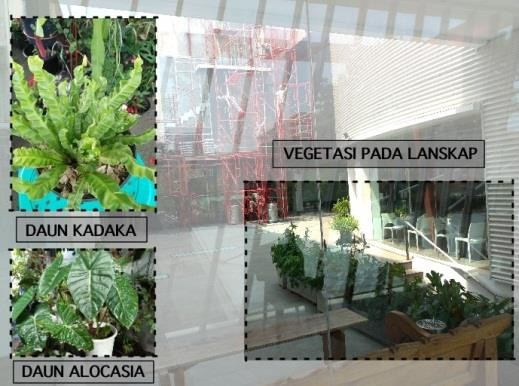 VEGETASI PADA LANSKAP
DAUN KADAKA
DAUN ALOCASIA